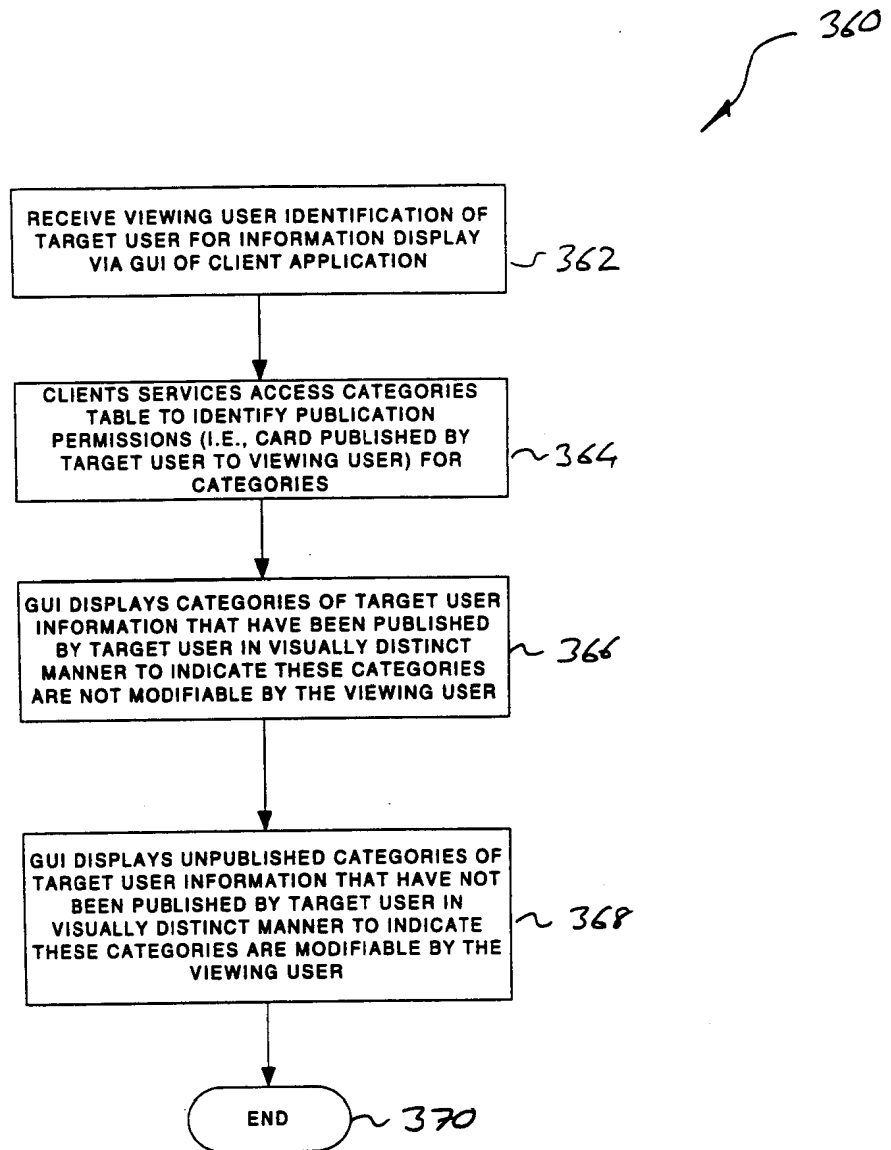 360
RECEIVE VIEWING USER IDENTIFICATION OF
TARGET USER FOR INFORMATION DISPLAY
VIA GUI OF CLIENT APPLICATION
362
CLIENTS SERVICES ACCESS CATEGORIES
TABLE TO IDENTIFY PUBLICATION
PERMISSIONS (I.E., CARD PUBLISHED BY
TARGET USER TO VIEWING USER) FOR
CATEGORIES
364
GUI DISPLAYS CATEGORIES OF TARGET USER
INFORMATION THAT HAVE BEEN PUBLISHED
BY TARGET USER IN VISUALLY DISTINCT
MANNER TO INDICATE THESE CATEGORIES
ARE NOT MODIFIABLE BY THE VIEWING USER
366
GUI DISPLAYS UNPUBLISHED CATEGORIES OF
TARGET USER INFORMATION THAT HAVE NOT
BEEN PUBLISHED BY TARGET USER IN
VISUALLY DISTINCT MANNER TO INDICATE
THESE CATEGORIES ARE MODIFIABLE BY THE
VIEWING USER
368
END
370